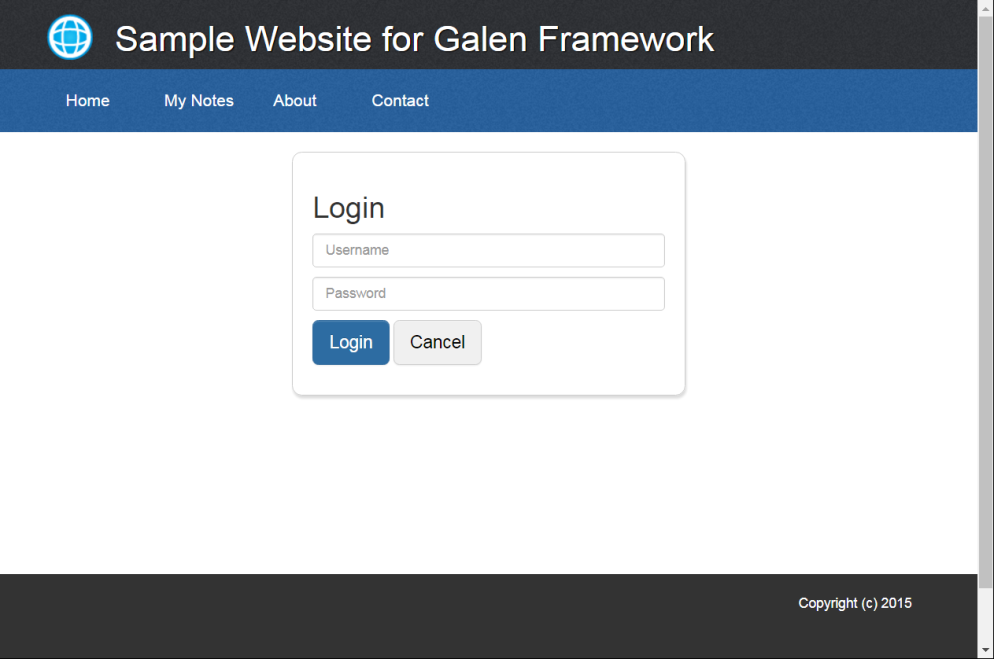 Sample Website for Galen Framework
Home My Notes About Contact
Login
Username
Password
Login Cancel
Copyright (c) 2015